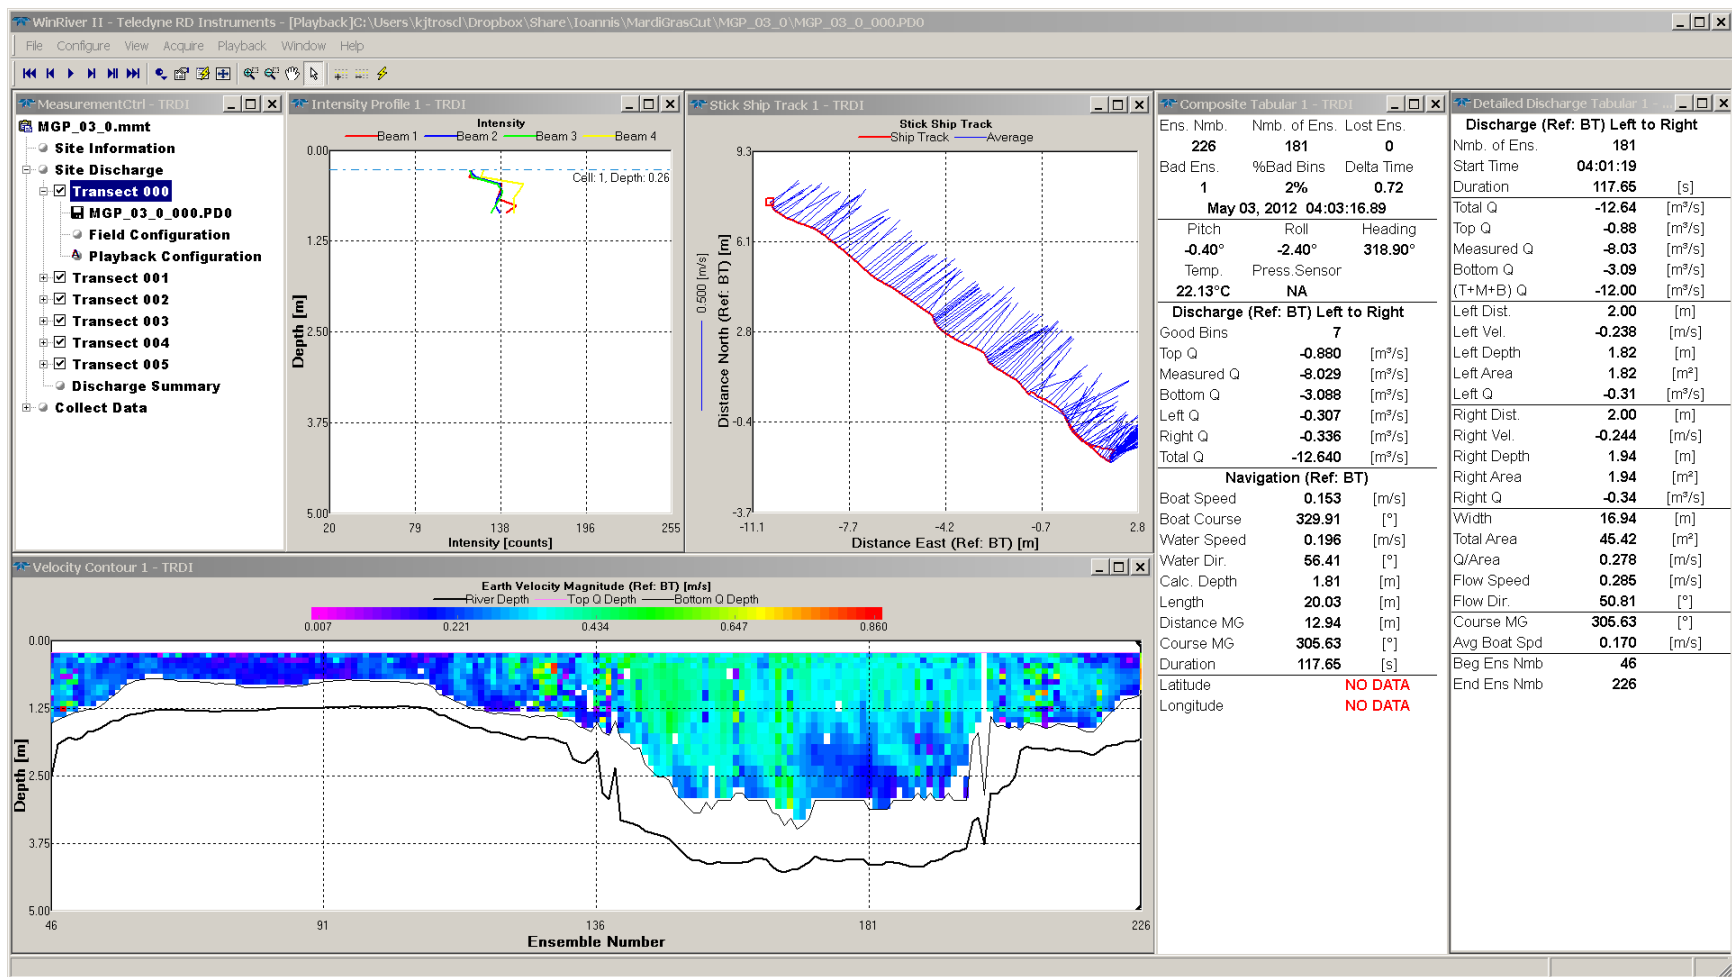 WinRiver II - Teledyne RD Instruments - [Playback]C:\Users\kjtroscl\Dropbox\Share\Ioannis\MardiGrasCut\MGP_03_0\MGP_03_0_000.PD0
File Configure View Acquire Playback Window Help
MeasurementCtrl - TRDI
MGP_03_0.mmt
Site Information
Site Discharge
Transect 000
MGP_03_0_000.PD0
Field Configuration
Playback Configuration
Transect 001
Transect 002
Transect 003
Transect 004
Transect 005
Discharge Summary
Collect Data
Intensity Profile 1 - TRDI
Intensity
Beam 1 Beam 2 Beam 3 Beam 4
Cell: 1, Depth: 0.26
0.00
1.25
2.50
3.75
5.00
Depth [m]
20 79 138 196 255
Intensity [counts]
Stick Ship Track 1 - TRDI
Stick Ship Track
Ship Track Average
9.3
6.1
2.8
-0.4
-3.7
0.500 [m/s]
Distance North (Ref: BT) [m]
-11.1 -7.7 -4.2 -0.7 2.8
Distance East (Ref: BT) [m]
Composite Tabular 1 - TRDI
Ens. Nmb. Nmb. of Ens. Lost Ens.
226 181 0
Bad Ens. %Bad Bins Delta Time
1 2% 0.72
May 03, 2012 04:03:16.89
Pitch Roll Heading
-0.40° -2.40° 318.90°
Temp. Press.Sensor
22.13°C NA
Discharge (Ref: BT) Left to Right
Good Bins 7
Top Q -0.880 [m³/s]
Measured Q -8.029 [m³/s]
Bottom Q -3.088 [m³/s]
Left Q -0.307 [m³/s]
Right Q -0.336 [m³/s]
Total Q -12.640 [m³/s]
Navigation (Ref: BT)
Boat Speed 0.153 [m/s]
Boat Course 329.91 [°]
Water Speed 0.196 [m/s]
Water Dir. 56.41 [°]
Calc. Depth 1.81 [m]
Length 20.03 [m]
Distance MG 12.94 [m]
Course MG 305.63 [°]
Duration 117.65 [s]
Latitude NO DATA
Longitude NO DATA
Detailed Discharge Tabular 1 - ...
Discharge (Ref: BT) Left to Right
Nmb. of Ens. 181
Start Time 04:01:19
Duration 117.65 [s]
Total Q -12.64 [m³/s]
Top Q -0.88 [m³/s]
Measured Q -8.03 [m³/s]
Bottom Q -3.09 [m³/s]
(T+M+B) Q -12.00 [m³/s]
Left Dist. 2.00 [m]
Left Vel. -0.238 [m/s]
Left Depth 1.82 [m]
Left Area 1.82 [m²]
Left Q -0.31 [m³/s]
Right Dist. 2.00 [m]
Right Vel. -0.244 [m/s]
Right Depth 1.94 [m]
Right Area 1.94 [m²]
Right Q -0.34 [m³/s]
Width 16.94 [m]
Total Area 45.42 [m²]
Q/Area 0.278 [m/s]
Flow Speed 0.285 [m/s]
Flow Dir. 50.81 [°]
Course MG 305.63 [°]
Avg Boat Spd 0.170 [m/s]
Beg Ens Nmb 46
End Ens Nmb 226
Velocity Contour 1 - TRDI
Earth Velocity Magnitude (Ref: BT) [m/s]
River Depth Top Q Depth Bottom Q Depth
0.007 0.221 0.434 0.647 0.860
0.00
1.25
2.50
3.75
5.00
Depth [m]
46 91 136 181 226
Ensemble Number